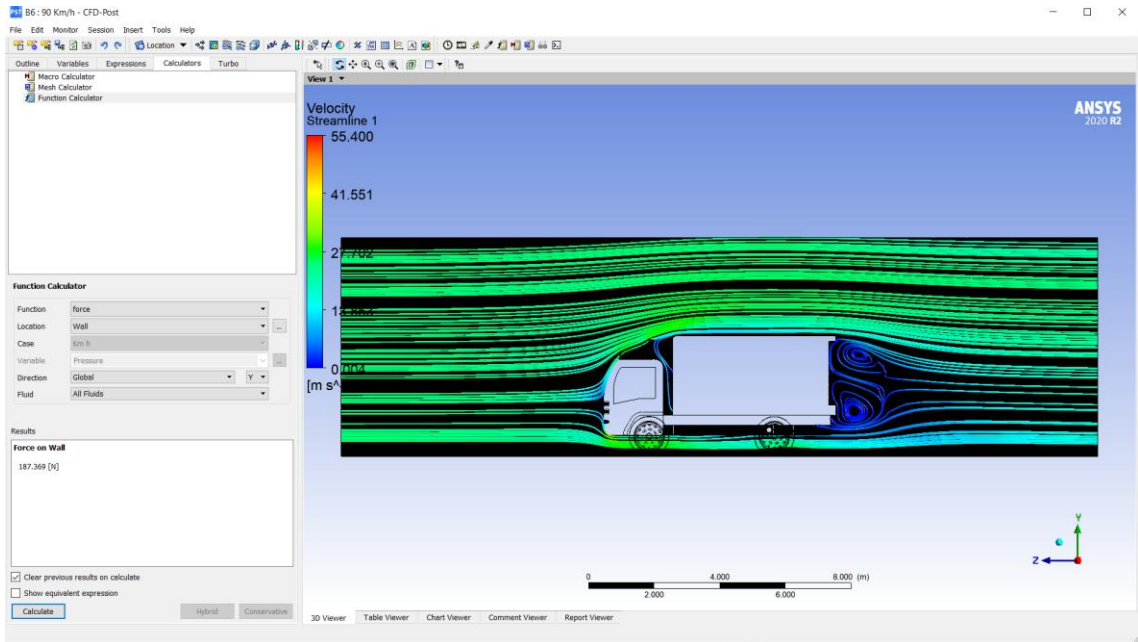 PST B6 : 90 Km/h - CFD-Post
File Edit Monitor Session Insert Tools Help
Location
Outline Variables Expressions Calculators Turbo
Macro Calculator
Mesh Calculator
Function Calculator
View 1
Velocity
Streamline 1
55.400
41.551
27.702
0.004
[m s^
ANSYS
2020 R2
Function Calculator
Function force
Location Wall
Case Km h
Variable Pressure
Direction Global Y
Fluid All Fluids
Results
Force on Wall
187.369 [N]
Clear previous results on calculate
Show equivalent expression
Calculate Hybrid Conservative
Y
Z
0 4.000 8.000 (m)
2.000 6.000
3D Viewer Table Viewer Chart Viewer Comment Viewer Report Viewer